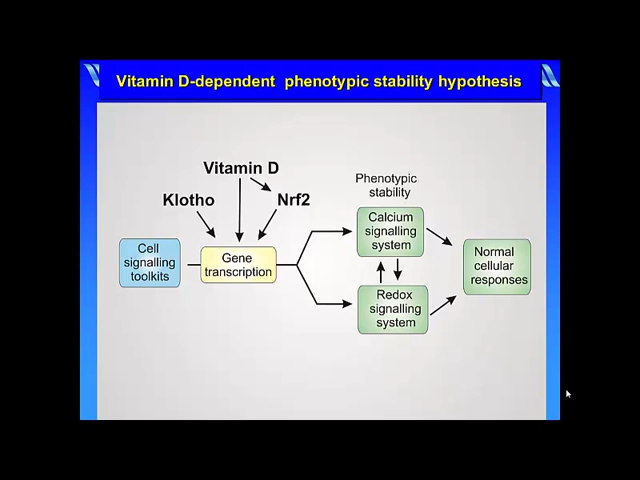 Vitamin D-dependent phenotypic stability hypothesis
Vitamin D
Klotho
Nrf2
Phenotypic
stability
Cell
signalling
toolkits
Gene
transcription
Calcium
signalling
system
Redox
signalling
system
Normal
cellular
responses